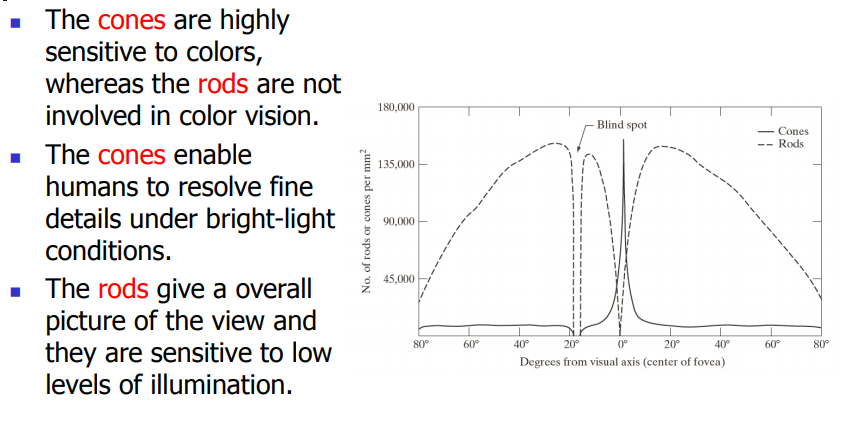 The cones are highly
sensitive to colors,
whereas the rods are not
involved in color vision.
The cones enable
humans to resolve fine
details under bright-light
conditions.
The rods give a overall
picture of the view and
they are sensitive to low
levels of illumination.
180,000
135,000
90,000
45,000
No. of rods or cones per mm²
Blind spot
Cones
Rods
80° 60° 40° 20° 0° 20° 40° 60° 80°
Degrees from visual axis (center of fovea)